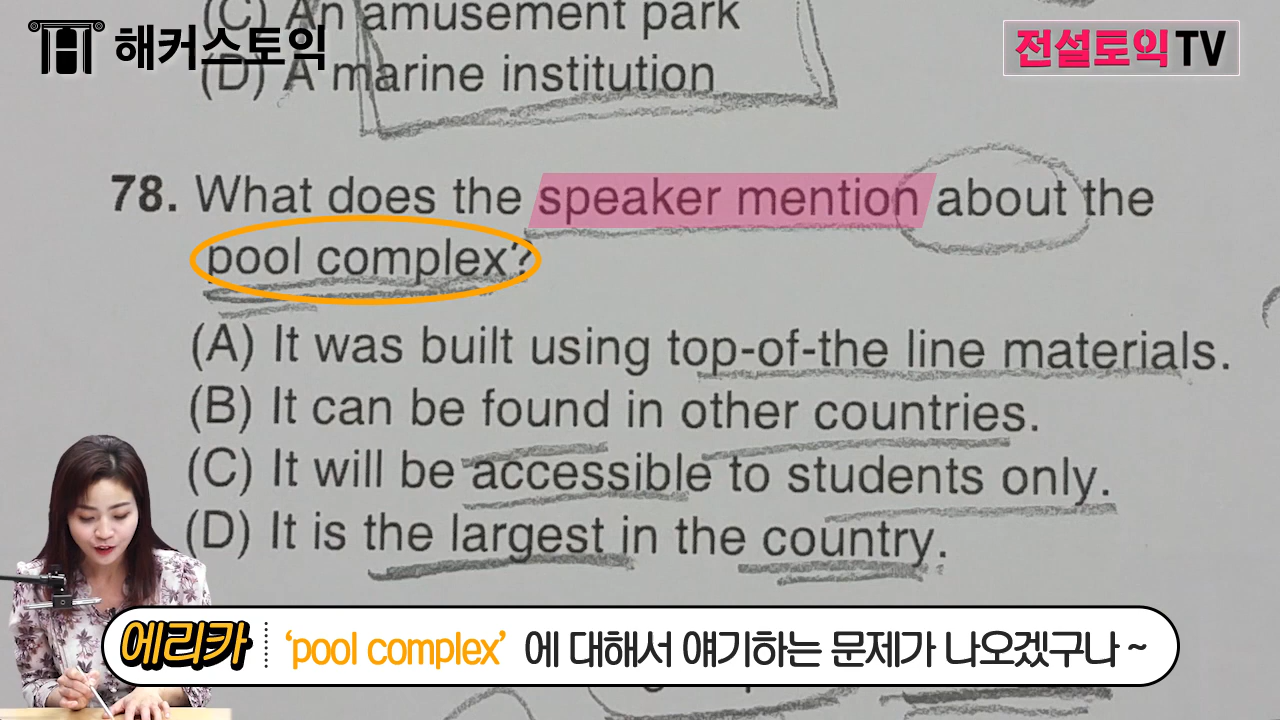 (C) An amusement park
해커스토익
전설토익TV
(D) A marine institution
78. What does the speaker mention about the
pool complex?
(A) It was built using top-of-the line materials.
(B) It can be found in other countries.
(C) It will be accessible to students only.
(D) It is the largest in the country.
에리카 'pool complex' 에 대해서 얘기하는 문제가 나오겠구나 ~